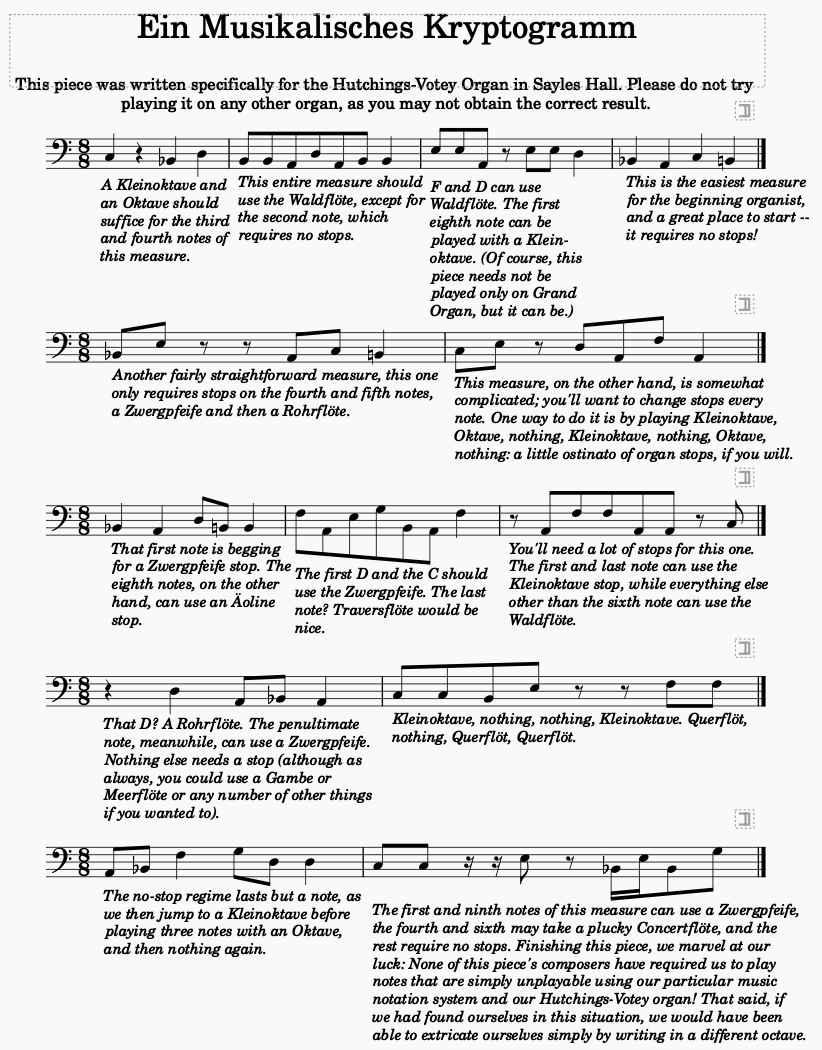 Ein Musikalisches Kryptogramm
This piece was written specifically for the Hutchings-Votey Organ in Sayles Hall. Please do not try
playing it on any other organ, as you may not obtain the correct result.
8
8
A Kleinoktave and
an Oktave should
suffice for the third
and fourth notes of
this measure.
This entire measure should
use the Waldflöte, except for
the second note, which
requires no stops.
F and D can use
Waldflöte. The first
eighth note can be
played with a Klein-
oktave. (Of course, this
piece needs not be
played only on Grand
Organ, but it can be.)
This is the easiest measure
for the beginning organist,
and a great place to start --
it requires no stops!
8
8
Another fairly straightforward measure, this one
only requires stops on the fourth and fifth notes,
a Zwergpfeife and then a Rohrflöte.
This measure, on the other hand, is somewhat
complicated; you'll want to change stops every
note. One way to do it is by playing Kleinoktave,
Oktave, nothing, Kleinoktave, nothing, Oktave,
nothing: a little ostinato of organ stops, if you will.
8
8
That first note is begging
for a Zwergpfeife stop. The
eighth notes, on the other
hand, can use an Äoline
stop.
The first D and the C should
use the Zwergpfeife. The last
note? Traversflöte would be
nice.
You'll need a lot of stops for this one.
The first and last note can use the
Kleinoktave stop, while everything else
other than the sixth note can use the
Waldflöte.
8
8
That D? A Rohrflöte. The penultimate
note, meanwhile, can use a Zwergpfeife.
Nothing else needs a stop (although as
always, you could use a Gambe or
Meerflöte or any number of other things
if you wanted to).
Kleinoktave, nothing, nothing, Kleinoktave. Querflöt,
nothing, Querflöt, Querflöt.
8
8
The no-stop regime lasts but a note, as
we then jump to a Kleinoktave before
playing three notes with an Oktave,
and then nothing again.
The first and ninth notes of this measure can use a Zwergpfeife,
the fourth and sixth may take a plucky Concertflöte, and the
rest require no stops. Finishing this piece, we marvel at our
luck: None of this piece's composers have required us to play
notes that are simply unplayable using our particular music
notation system and our Hutchings-Votey organ! That said, if
we had found ourselves in this situation, we would have been
able to extricate ourselves simply by writing in a different octave.